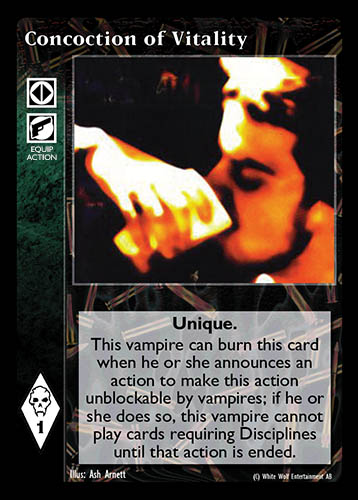 Concoction of Vitality
EQUIP
ACTION
Unique.
This vampire can burn this card
when he or she announces an
action to make this action
unblockable by vampires; if he or
she does so, this vampire cannot
play cards requiring Disciplines
until that action is ended.
1
Illus: Ash Arnett
(C) White Wolf Entertainment AB